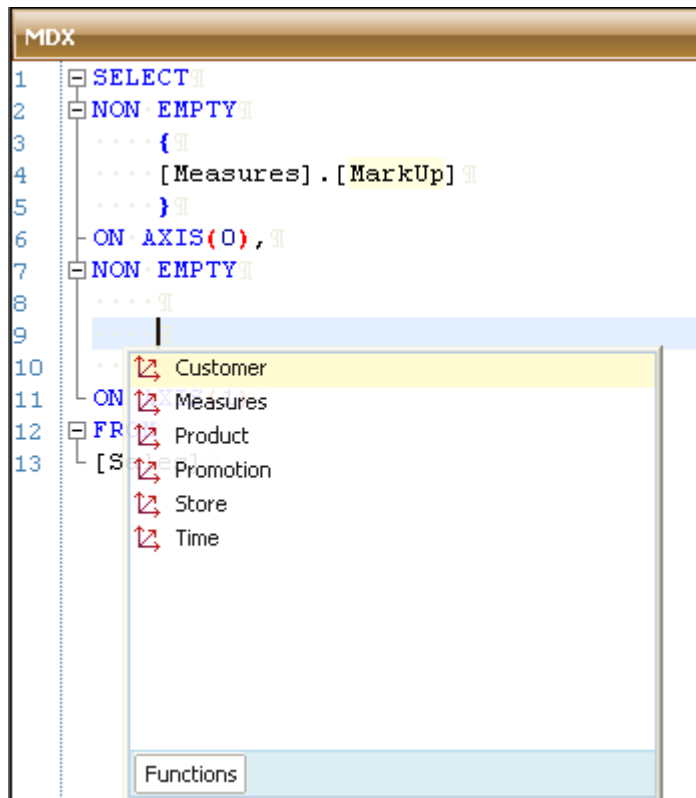 MDX
1 SELECT
2 NON EMPTY
3 {
4 [Measures].[MarkUp]
5 }
6 ON AXIS(0),
7 NON EMPTY
8
9
10 Customer
11 ON Measures
12 FRO Product
13 [S Promotion
Store
Time
Functions